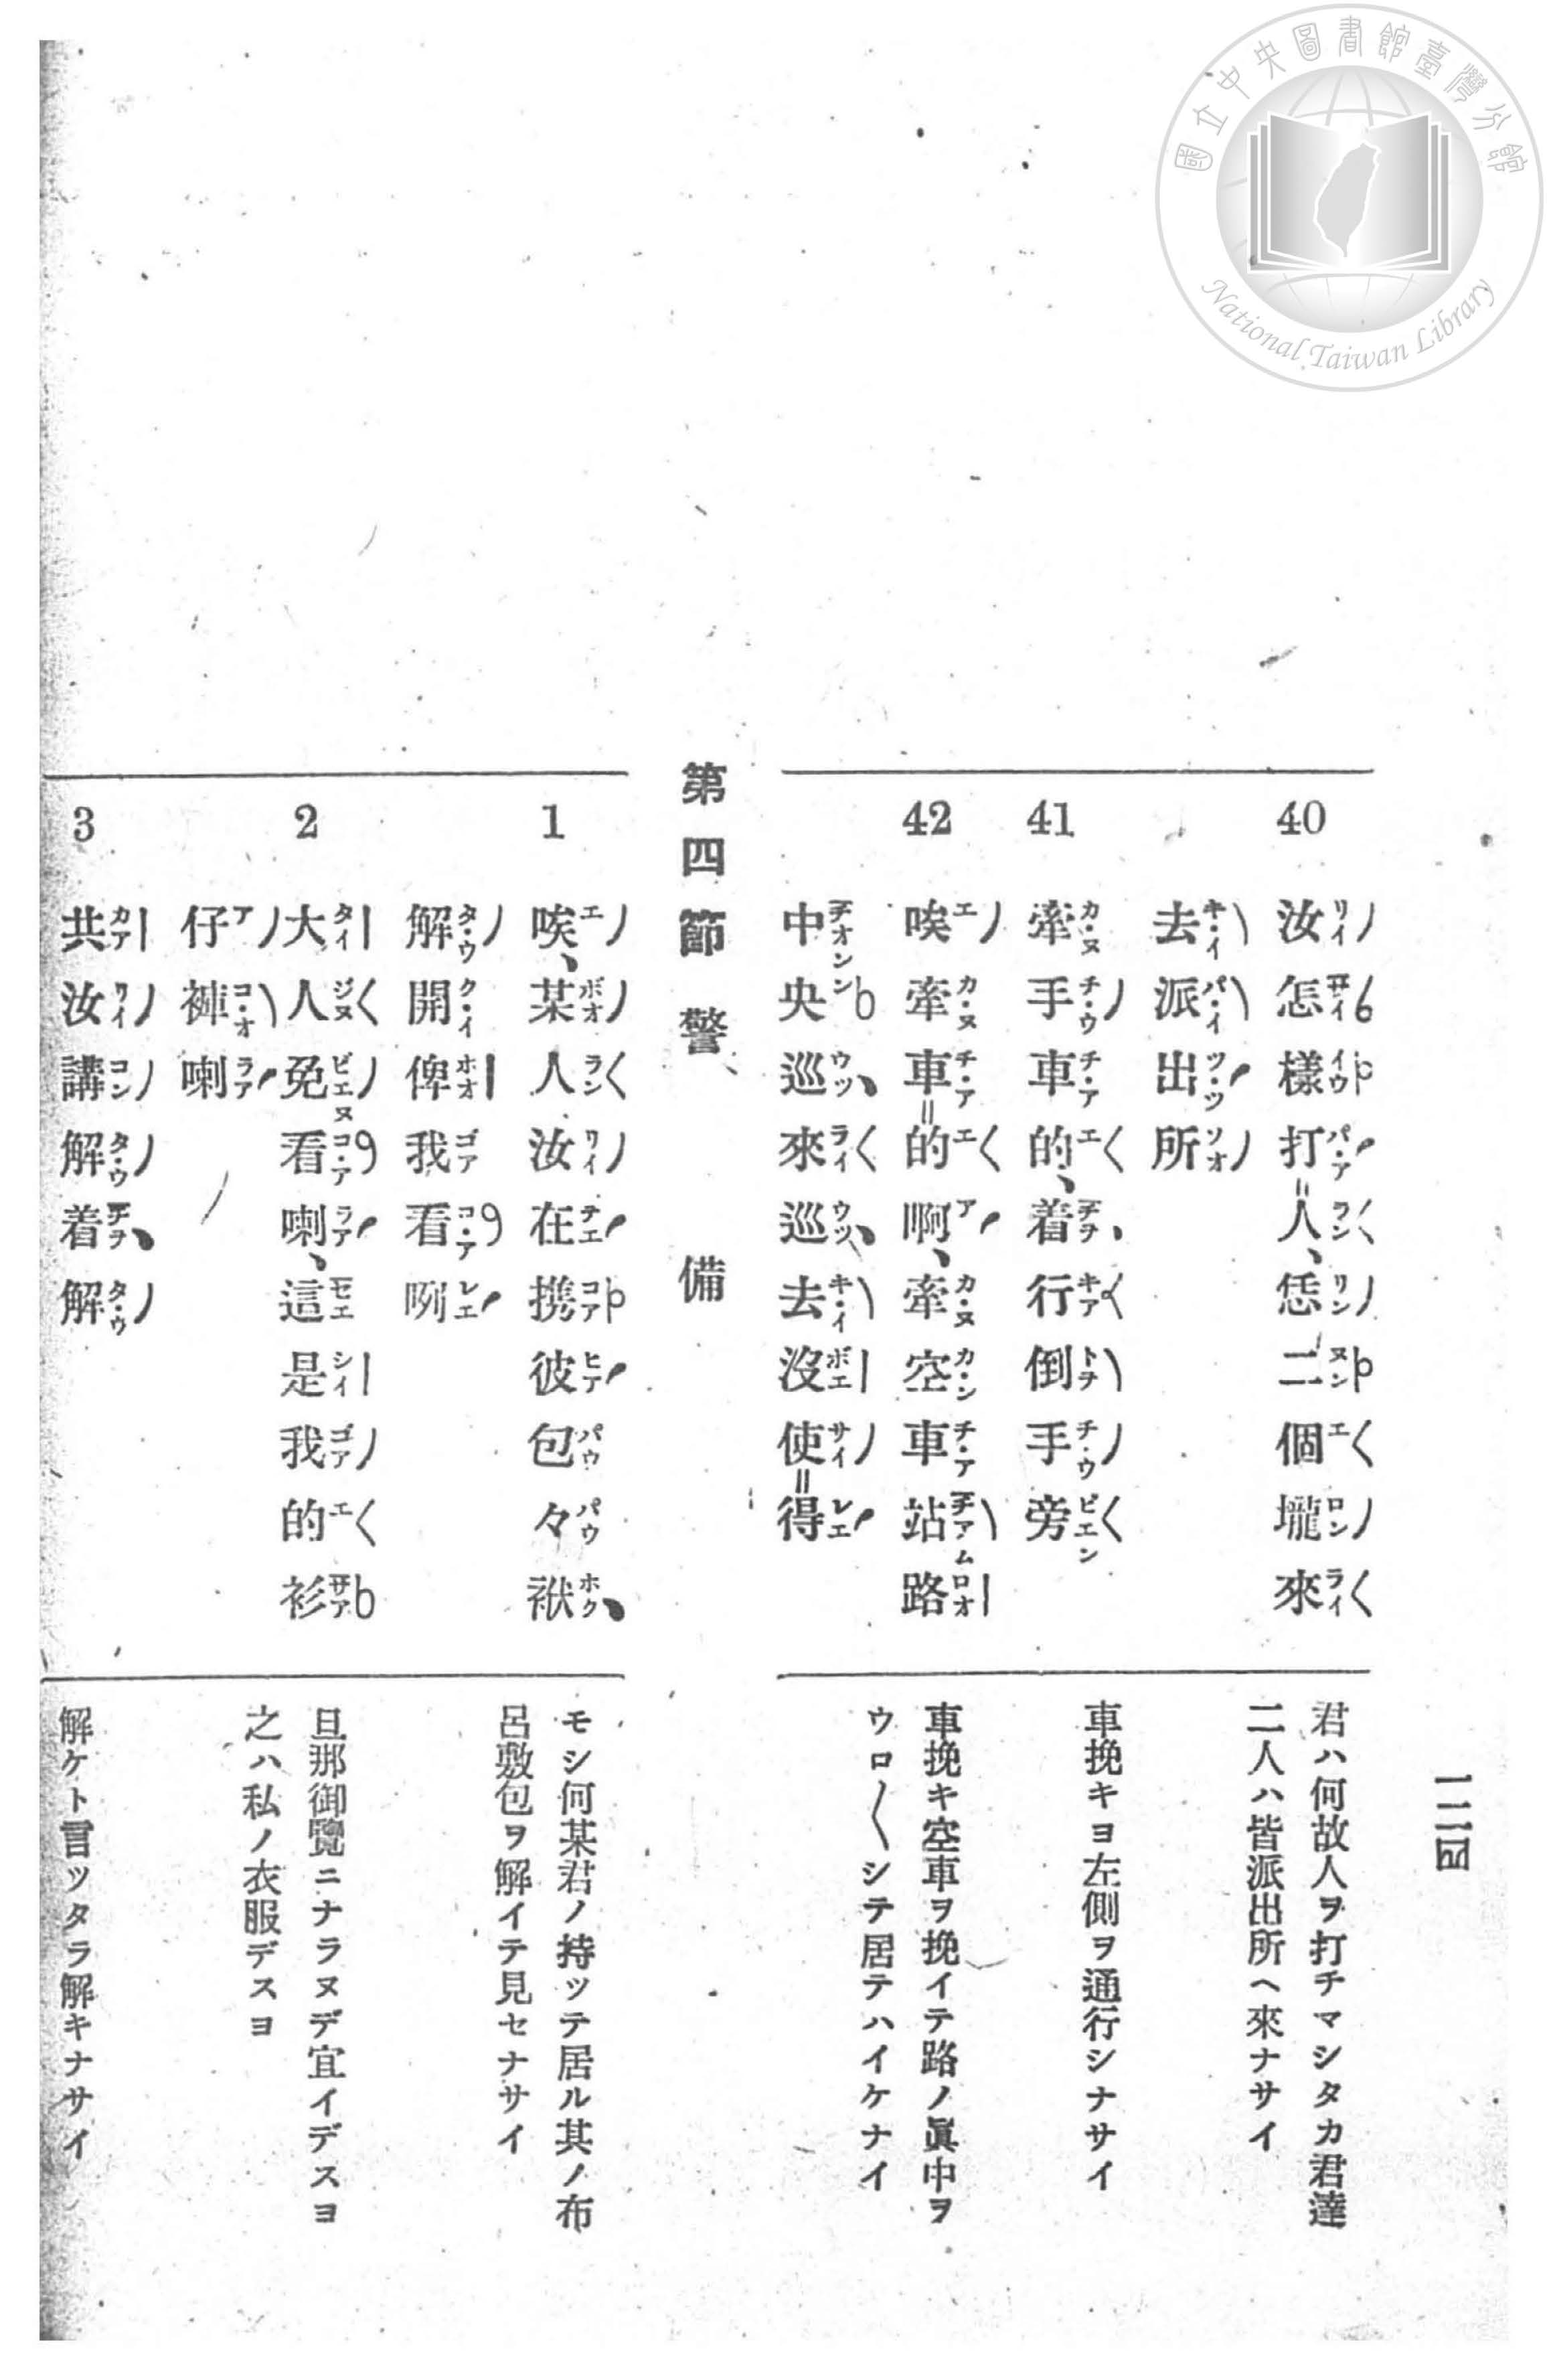 國立中央圖書館臺灣分館
National Taiwan Library
一二四
40
汝怎樣打人、恁二個壠來
去派出所
君ハ何故人ヲ打チマシタカ君達
二人ハ皆派出所ヘ來ナサイ
41
牽手車的、着行倒手旁
車挽キヨ左側ヲ通行シナサイ
42
唉牽車的啊、牽空車站路
中央巡來巡去沒使得
車挽キ空車ヲ挽イテ路ノ眞中ヲ
ウロ〱シテ居テハイケナイ
第四節 警備
1
唉、某人汝在携彼包々袱
解開俾我看咧
モシ何某君ノ持ツテ居ル其ノ布
呂敷包ヲ解イテ見セナサイ
2
大人免看喇、這是我的衫
仔褲喇
旦那御覽ニナラヌデ宜イデスヨ
之ハ私ノ衣服デスヨ
3
共汝講解着解
解ケト言ツタラ解キナサイ